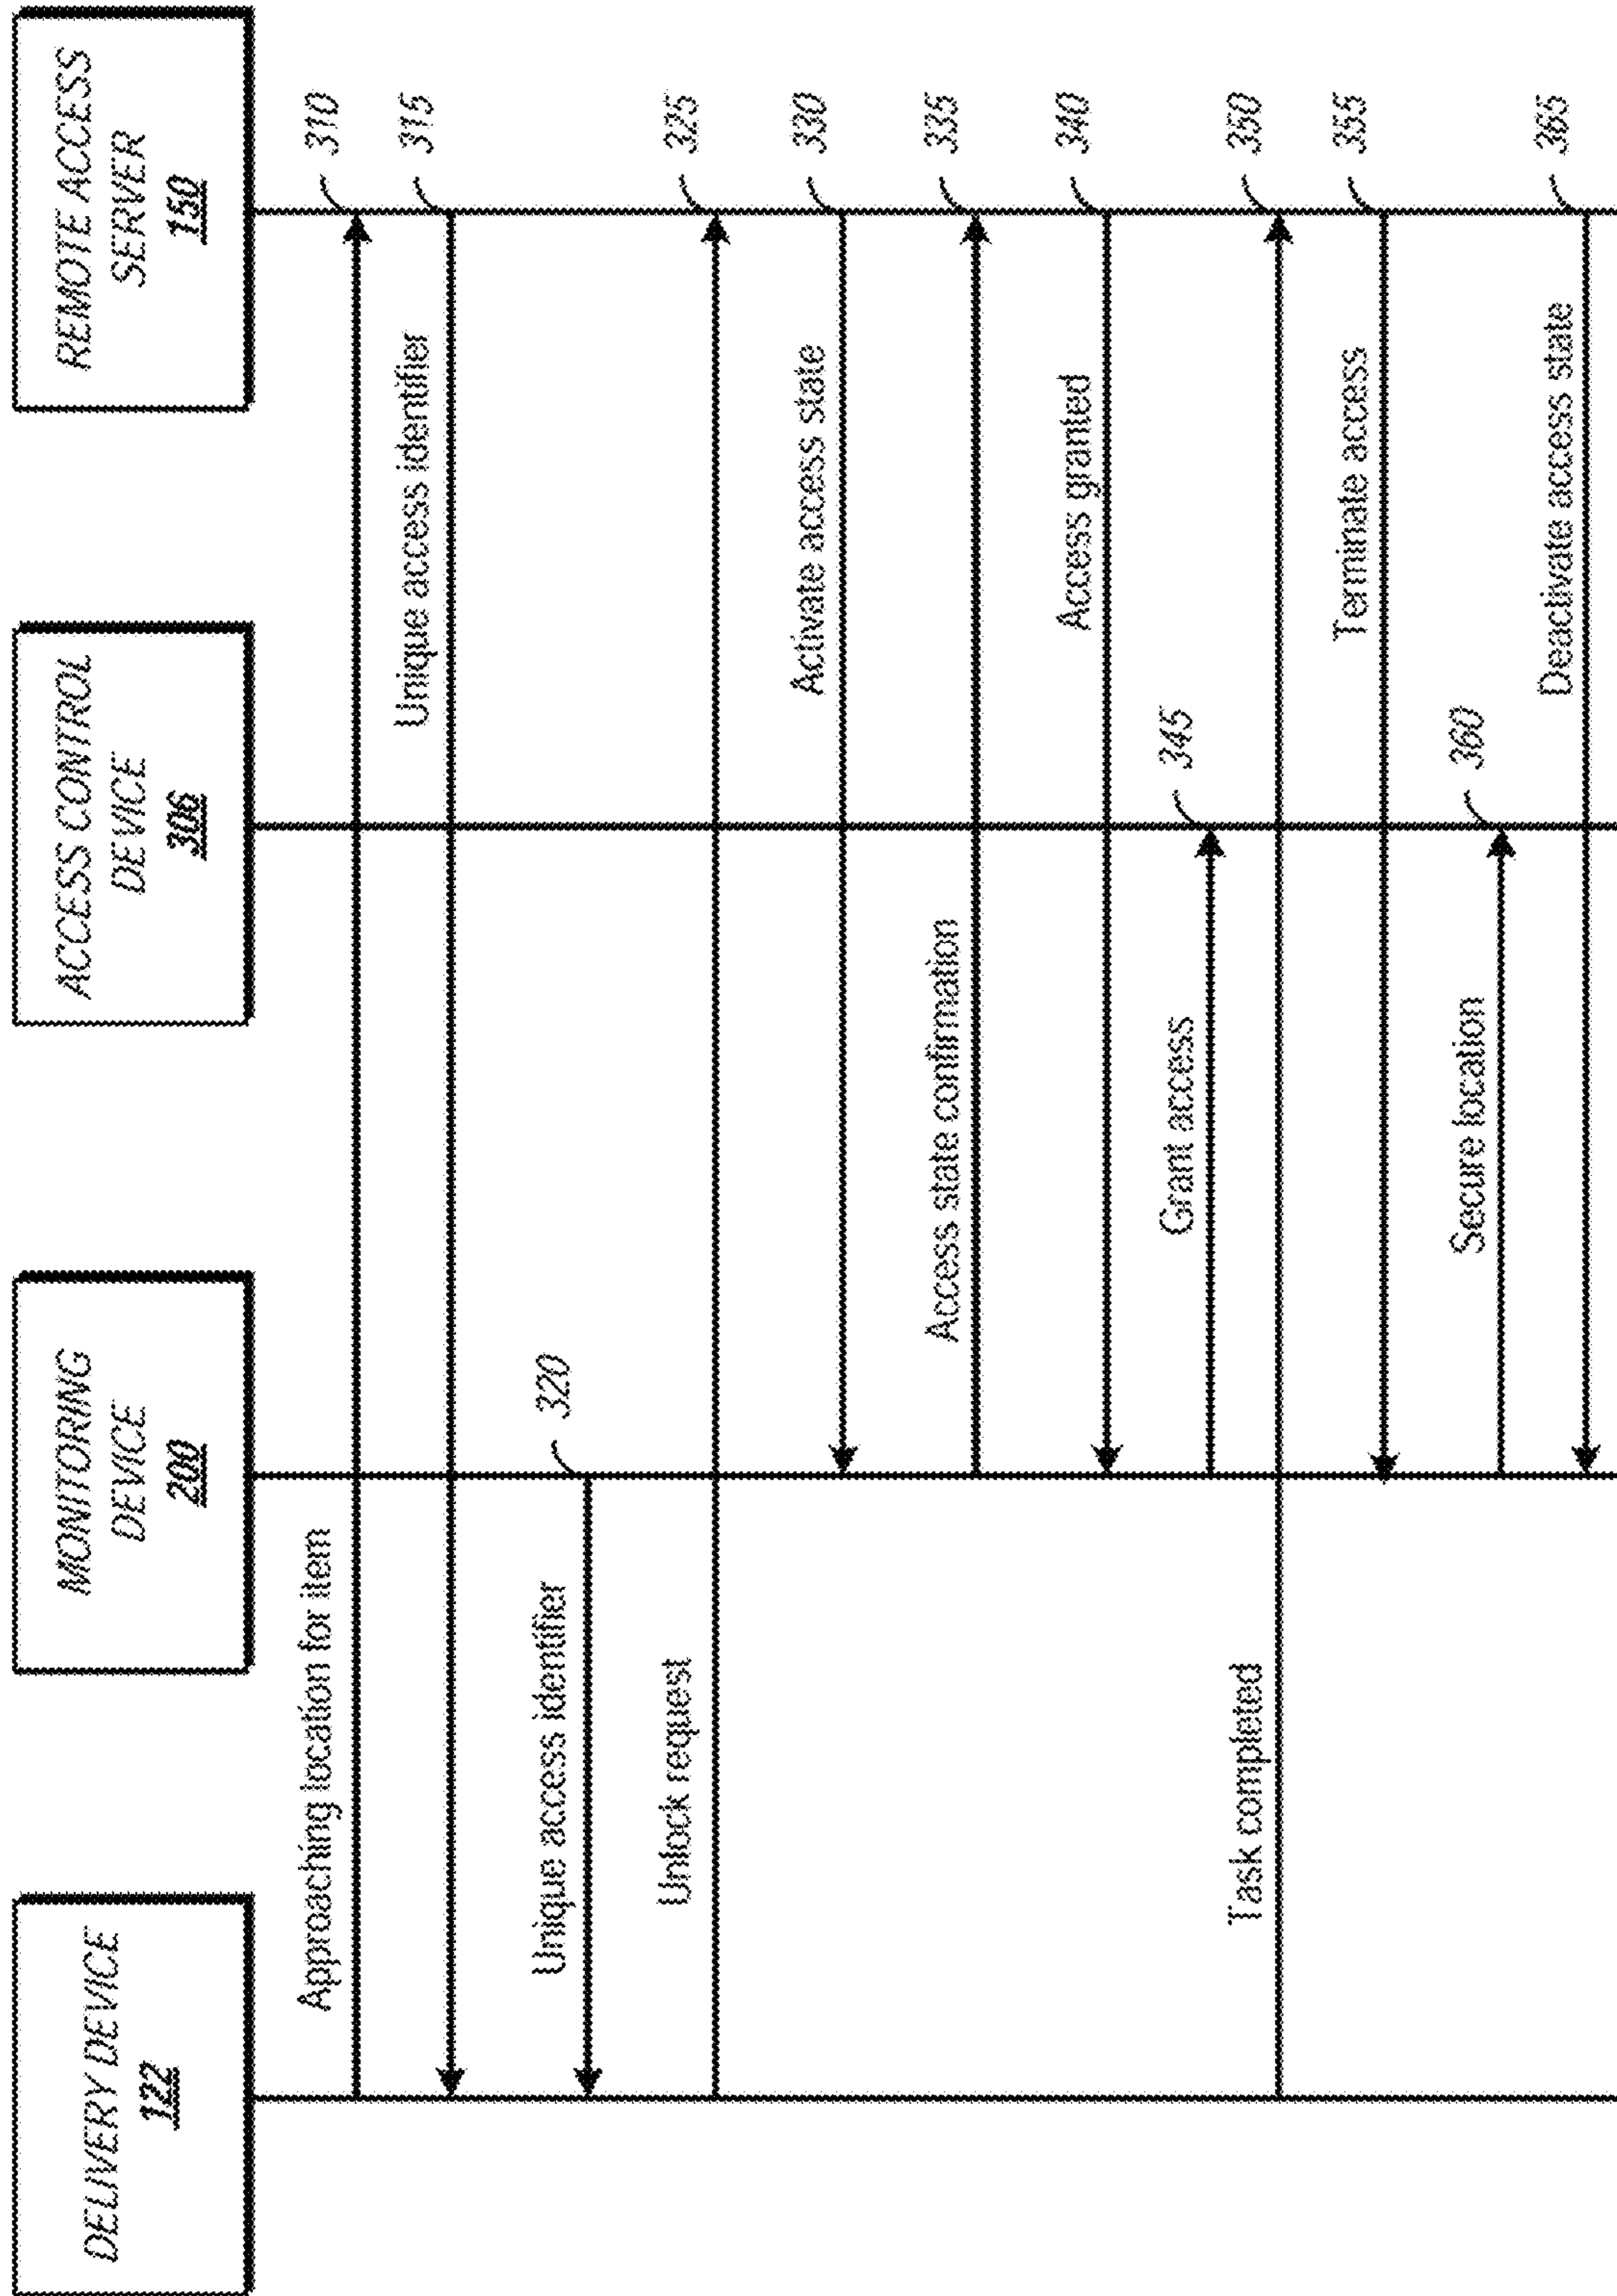 DELIVERY DEVICE
122
MONITORING
DEVICE
200
ACCESS CONTROL
DEVICE
306
REMOTE ACCESS
SERVER
150
Approaching location for item
310
Unique access identifier
315
Unique access identifier
320
Unlock request
325
Activate access state
330
Access state confirmation
335
Access granted
340
Grant access
345
Task completed
350
Terminate access
355
Secure location
360
Deactivate access state
365